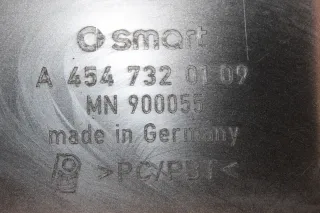 smart
A 454 732 01 09
MN 900055
made in Germany
>PC/PBT<